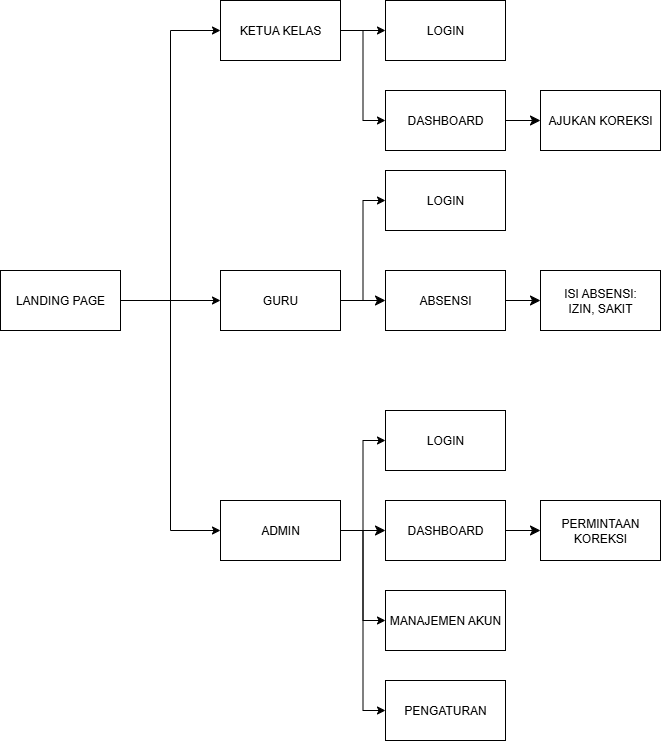 KETUA KELAS
LOGIN
DASHBOARD
AJUKAN KOREKSI
LOGIN
LANDING PAGE
GURU
ABSENSI
ISI ABSENSI:
IZIN, SAKIT
LOGIN
ADMIN
DASHBOARD
PERMINTAAN
KOREKSI
MANAJEMEN AKUN
PENGATURAN